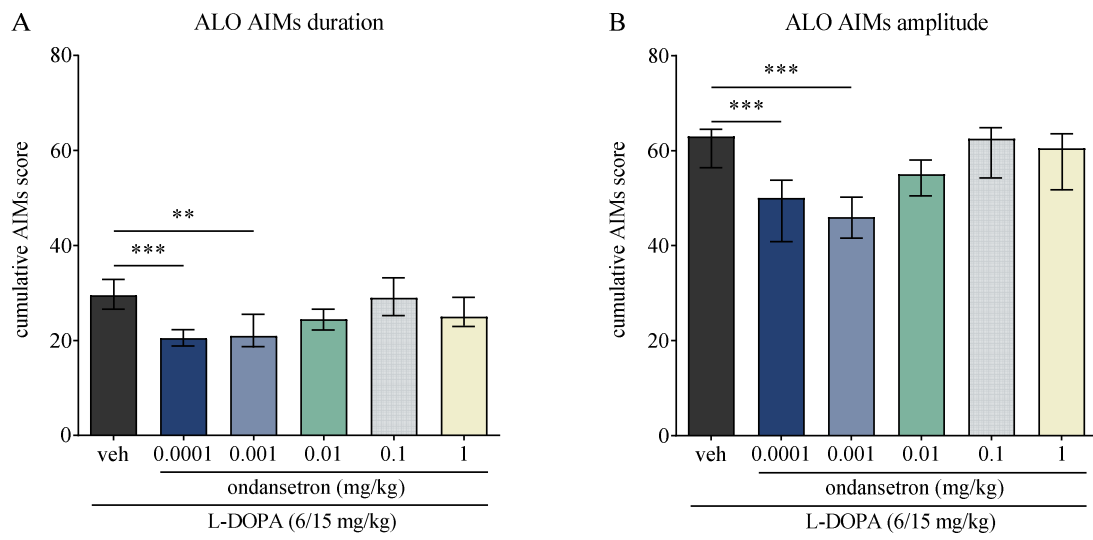 A
ALO AIMs duration
cumulative AIMs score
80
60
40
20
0
**
***
veh
0.0001
0.001
0.01
0.1
1
ondansetron (mg/kg)
L-DOPA (6/15 mg/kg)
B
ALO AIMs amplitude
cumulative AIMs score
80
60
40
20
0
***
***
veh
0.0001
0.001
0.01
0.1
1
ondansetron (mg/kg)
L-DOPA (6/15 mg/kg)